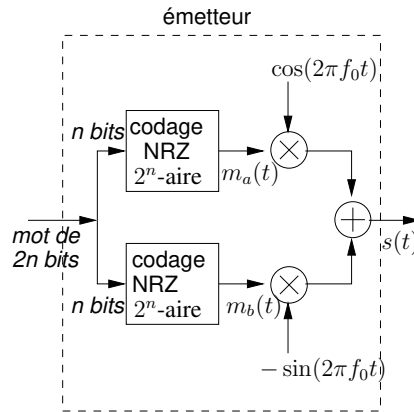 émetteur
cos(2πf₀t)
n bits
codage
NRZ
2ⁿ-aire
mₐ(t)
×
mot de
2n bits
+
s(t)
n bits
codage
NRZ
2ⁿ-aire
m_b(t)
×
− sin(2πf₀t)